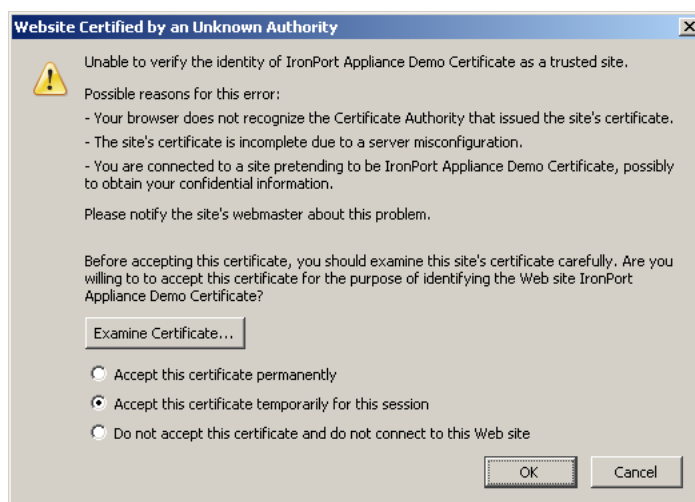 Website Certified by an Unknown Authority
Unable to verify the identity of IronPort Appliance Demo Certificate as a trusted site.
Possible reasons for this error:
- Your browser does not recognize the Certificate Authority that issued the site's certificate.
- The site's certificate is incomplete due to a server misconfiguration.
- You are connected to a site pretending to be IronPort Appliance Demo Certificate, possibly
to obtain your confidential information.
Please notify the site's webmaster about this problem.
Before accepting this certificate, you should examine this site's certificate carefully. Are you
willing to to accept this certificate for the purpose of identifying the Web site IronPort
Appliance Demo Certificate?
Examine Certificate...
Accept this certificate permanently
Accept this certificate temporarily for this session
Do not accept this certificate and do not connect to this Web site
OK Cancel